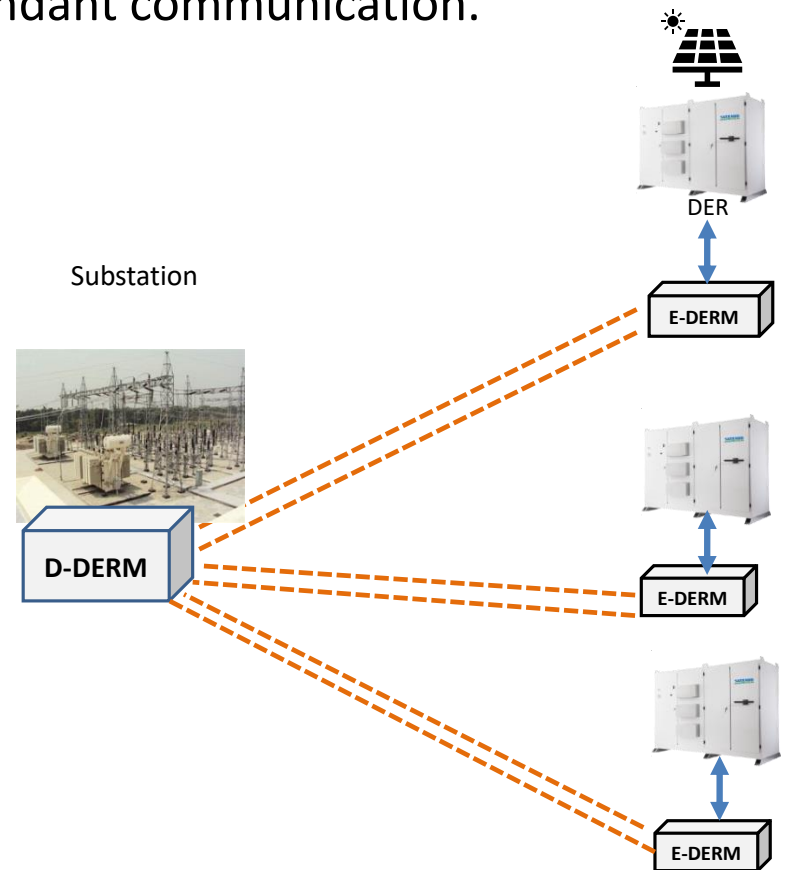 ndant communication.
DER
Substation
E-DERM
D-DERM
E-DERM
E-DERM